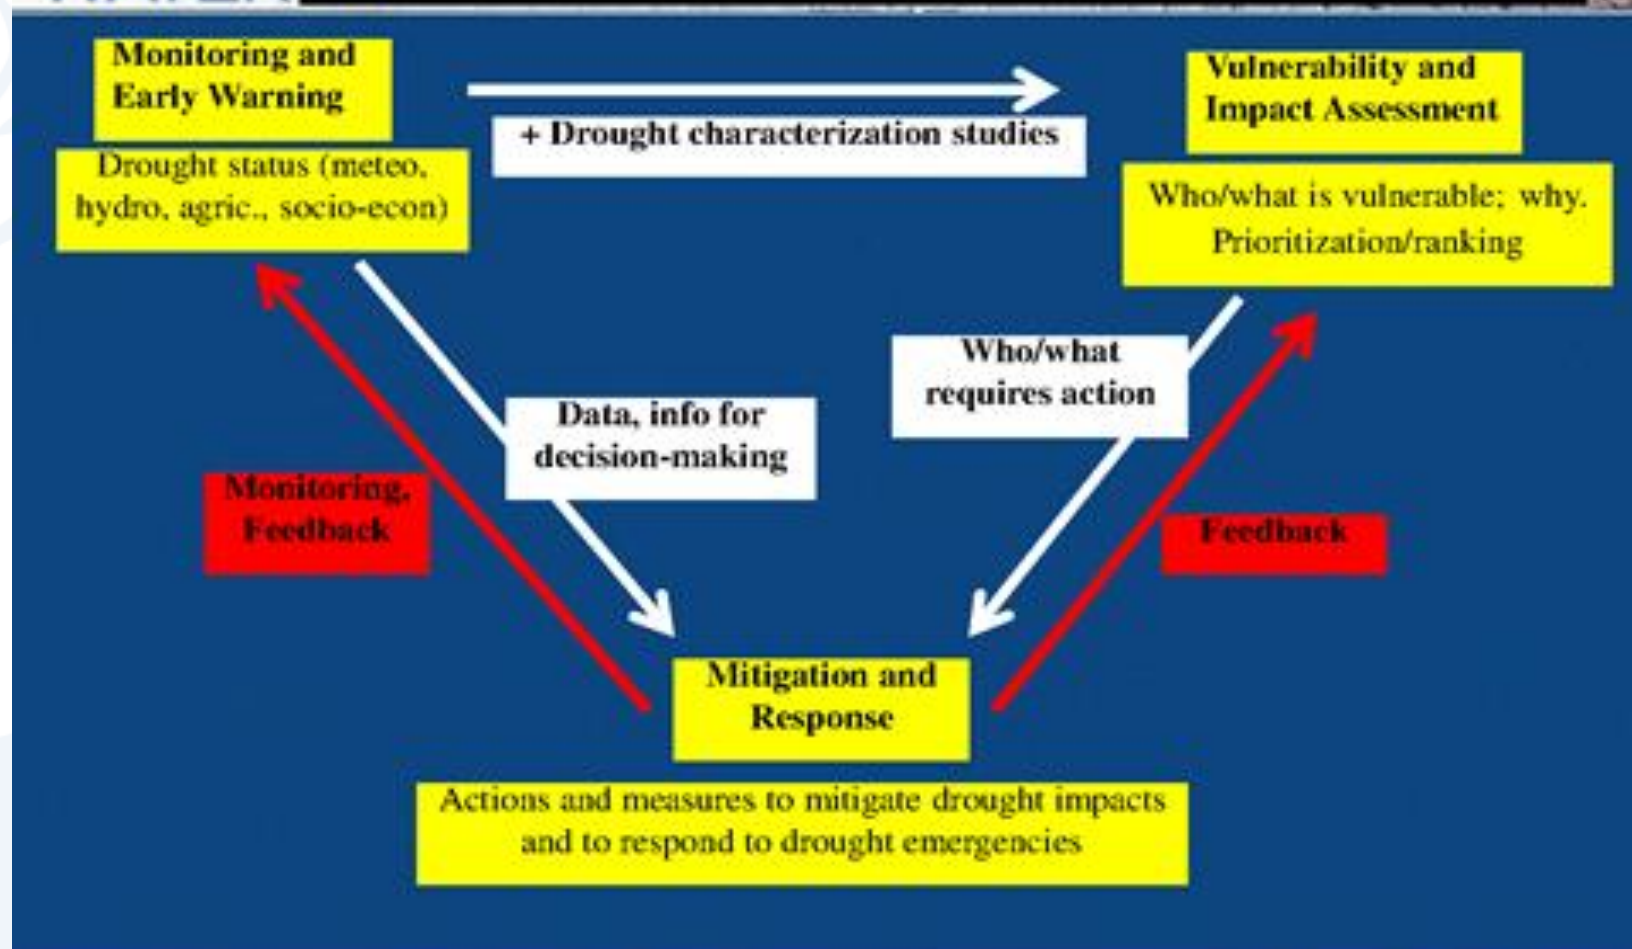 Monitoring and
Early Warning
Drought status (meteo,
hydro, agric., socio-econ)
+ Drought characterization studies
Vulnerability and
Impact Assessment
Who/what is vulnerable; why.
Prioritization/ranking
Data, info for
decision-making
Who/what
requires action
Monitoring,
Feedback
Feedback
Mitigation and
Response
Actions and measures to mitigate drought impacts
and to respond to drought emergencies